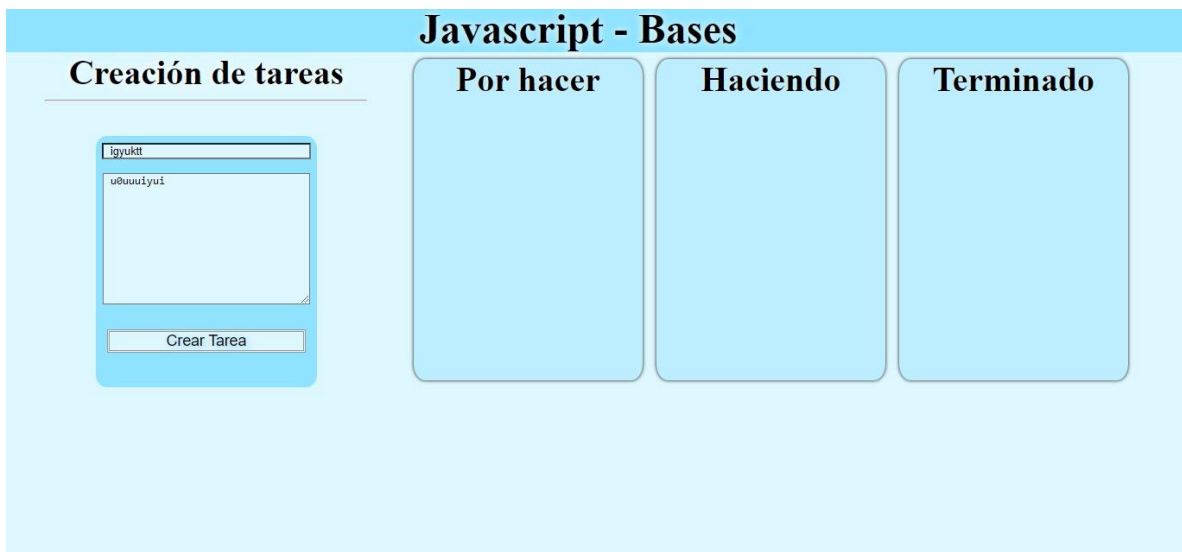 Javascript - Bases
Creación de tareas
igyuktt
u0uuuiyui
Crear Tarea
Por hacer
Haciendo
Terminado